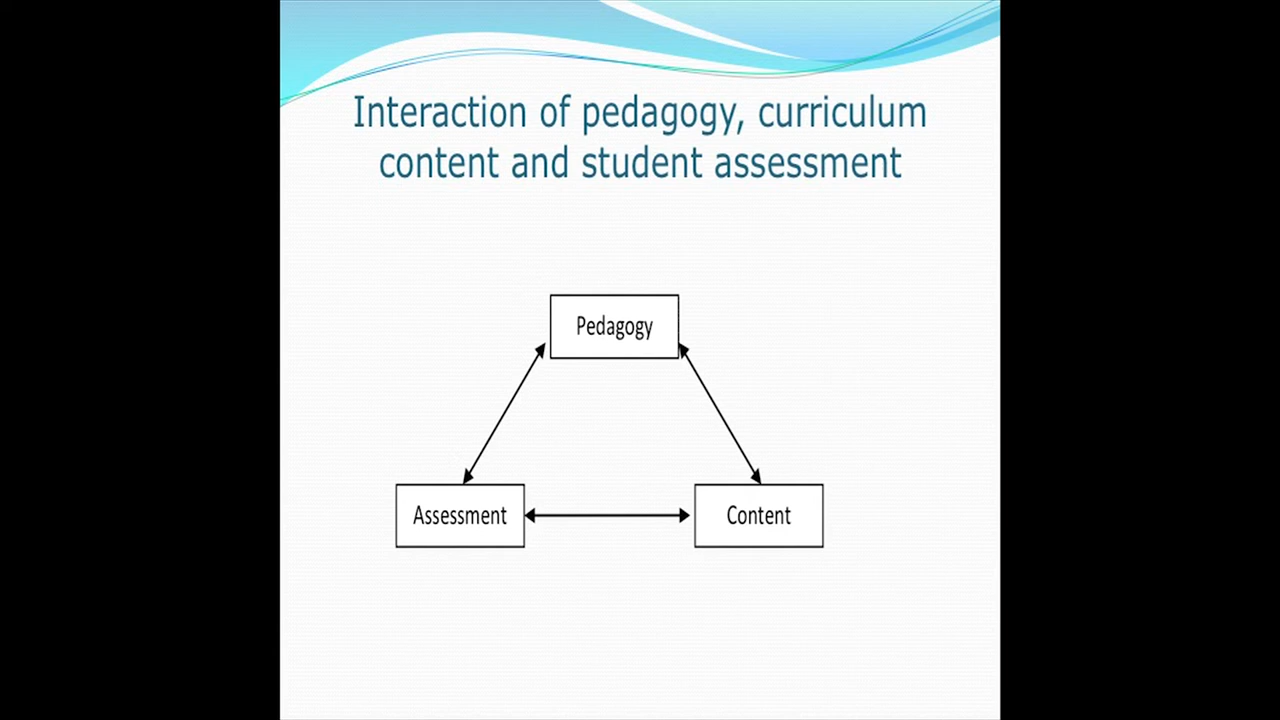 Interaction of pedagogy, curriculum
content and student assessment
Pedagogy
Assessment
Content